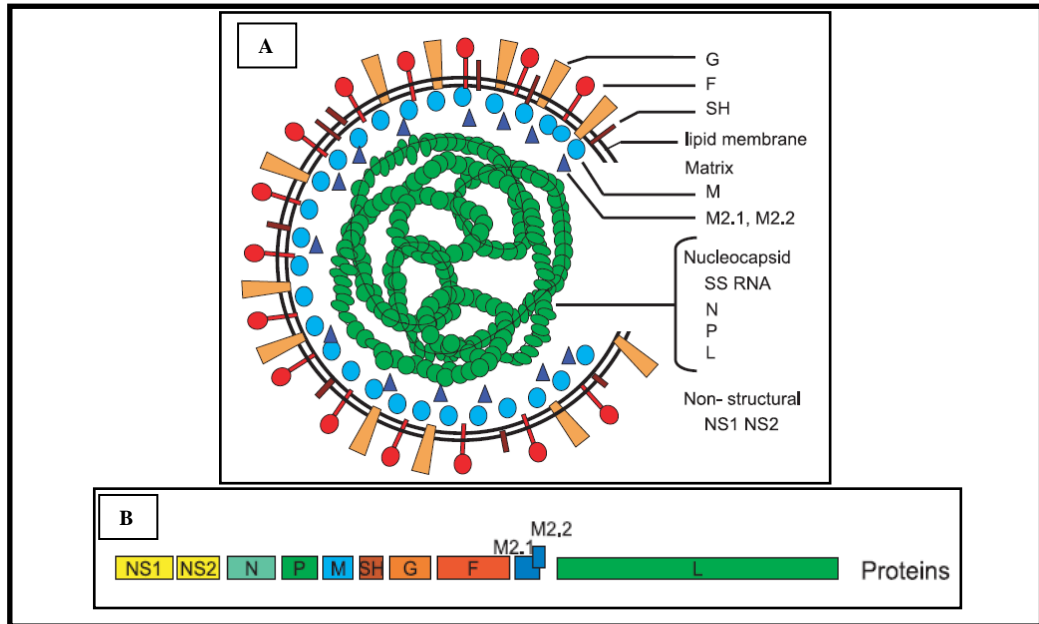 A
G
F
SH
lipid membrane
Matrix
M
M2.1, M2.2
Nucleocapsid
SS RNA
N
P
L
Non- structural
NS1 NS2
B
M2.2
M2.1
NS1 NS2 N P M SH G F L Proteins